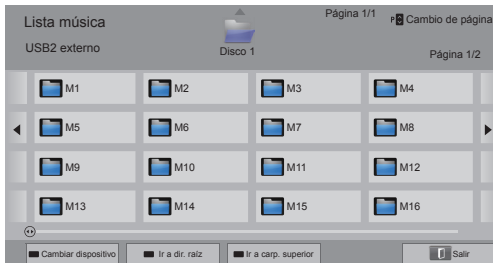 Lista música
Página 1/1
P Cambio de página
USB2 externo
Disco 1
Página 1/2
M1 M2 M3 M4
M5 M6 M7 M8
M9 M10 M11 M12
M13 M14 M15 M16
Cambiar dispositivo Ir a dir. raíz Ir a carp. superior Salir